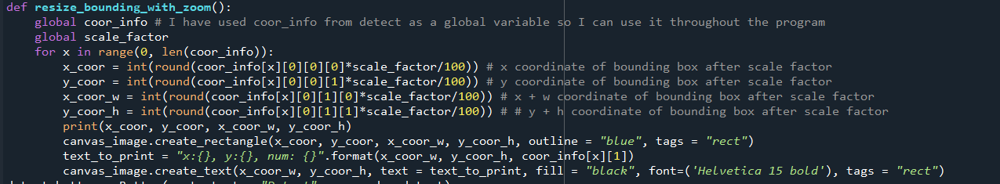 def resize_bounding_with_zoom():
    global coor_info # I have used coor_info from detect as a global variable so I can use it throughout the program
    global scale_factor
    for x in range(0, len(coor_info)):
        x_coor = int(round(coor_info[x][0][0][0]*scale_factor/100)) # x coordinate of bounding box after scale factor
        y_coor = int(round(coor_info[x][0][0][1]*scale_factor/100)) # y coordinate of bounding box after scale factor
        x_coor_w = int(round(coor_info[x][0][1][0]*scale_factor/100)) # x + w coordinate of bounding box after scale factor
        y_coor_h = int(round(coor_info[x][0][1][1]*scale_factor/100)) # # y + h coordinate of bounding box after scale factor
        print(x_coor, y_coor, x_coor_w, y_coor_h)
        canvas_image.create_rectangle(x_coor, y_coor, x_coor_w, y_coor_h, outline = "blue", tags = "rect")
        text_to_print = "x:{}, y:{}, num: {}".format(x_coor_w, y_coor_h, coor_info[x][1])
        canvas_image.create_text(x_coor_w, y_coor_h, text = text_to_print, fill = "black", font=('Helvetica 15 bold'), tags = "rect")